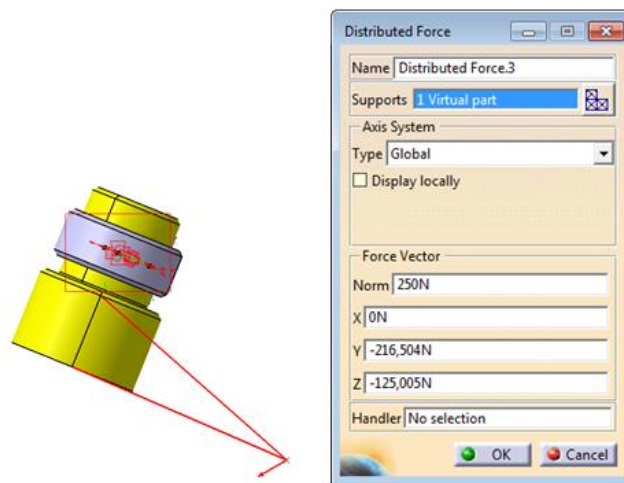 Distributed Force
Name Distributed Force.3
Supports 1 Virtual part
Axis System
Type Global
Display locally
Force Vector
Norm 250N
X 0N
Y -216,504N
Z -125,005N
Handler No selection
OK Cancel